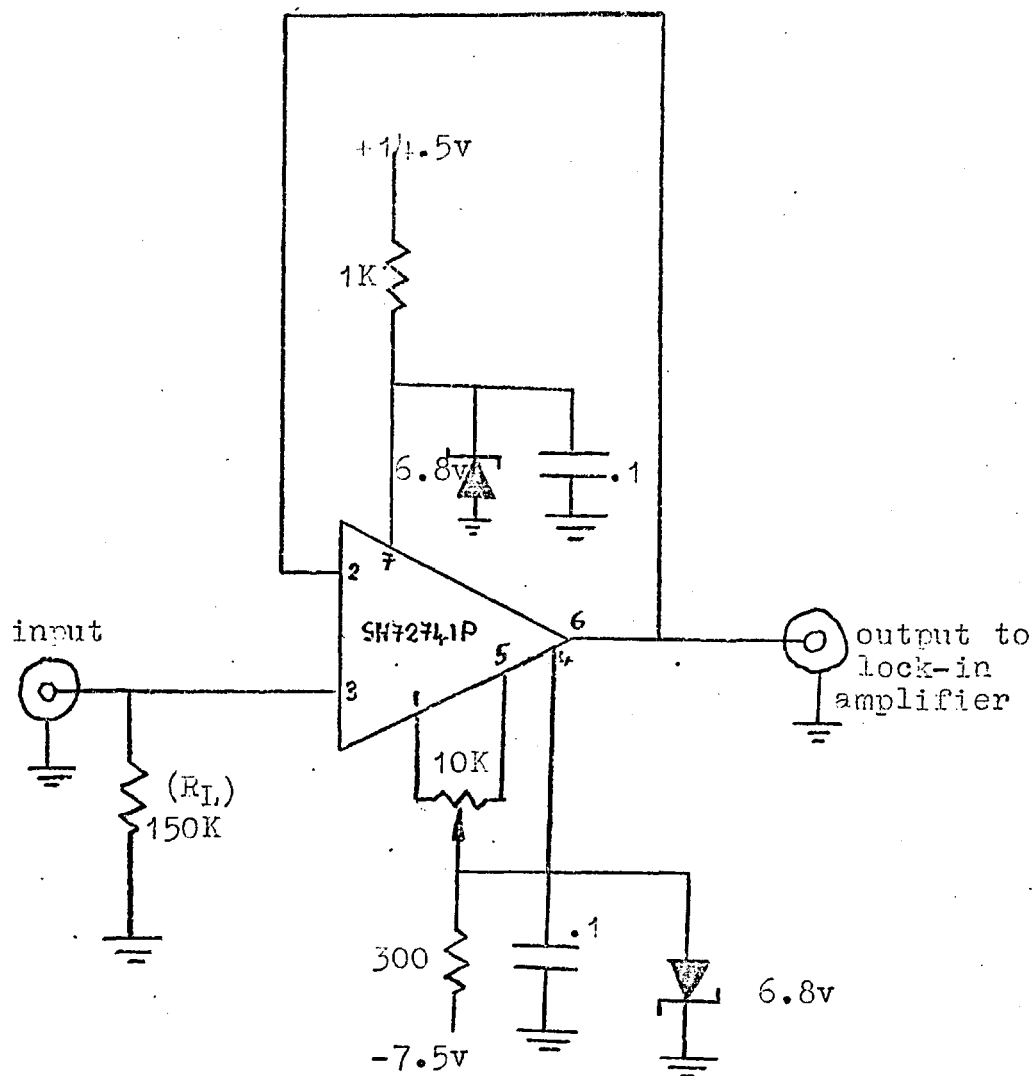 +14.5v
1K
6.8v
.1
7
2
SN72741P
6
input
5
output to
lock-in
amplifier
3
1
10K
(RL)
150K
.1
300
6.8v
-7.5v